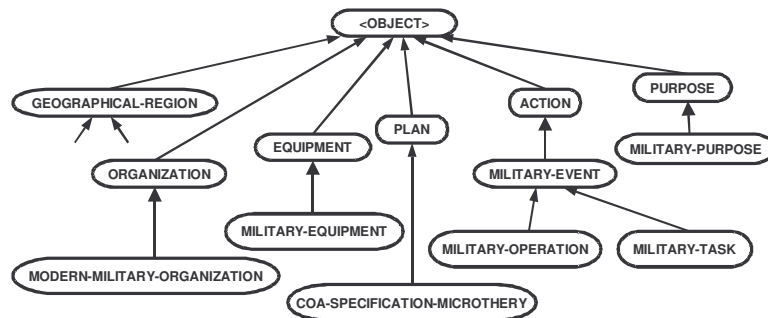 <OBJECT>
PURPOSE
GEOGRAPHICAL-REGION
ACTION
PLAN
EQUIPMENT
MILITARY-PURPOSE
ORGANIZATION
MILITARY-EVENT
MILITARY-EQUIPMENT
MILITARY-OPERATION
MILITARY-TASK
MODERN-MILITARY-ORGANIZATION
COA-SPECIFICATION-MICROTHERY